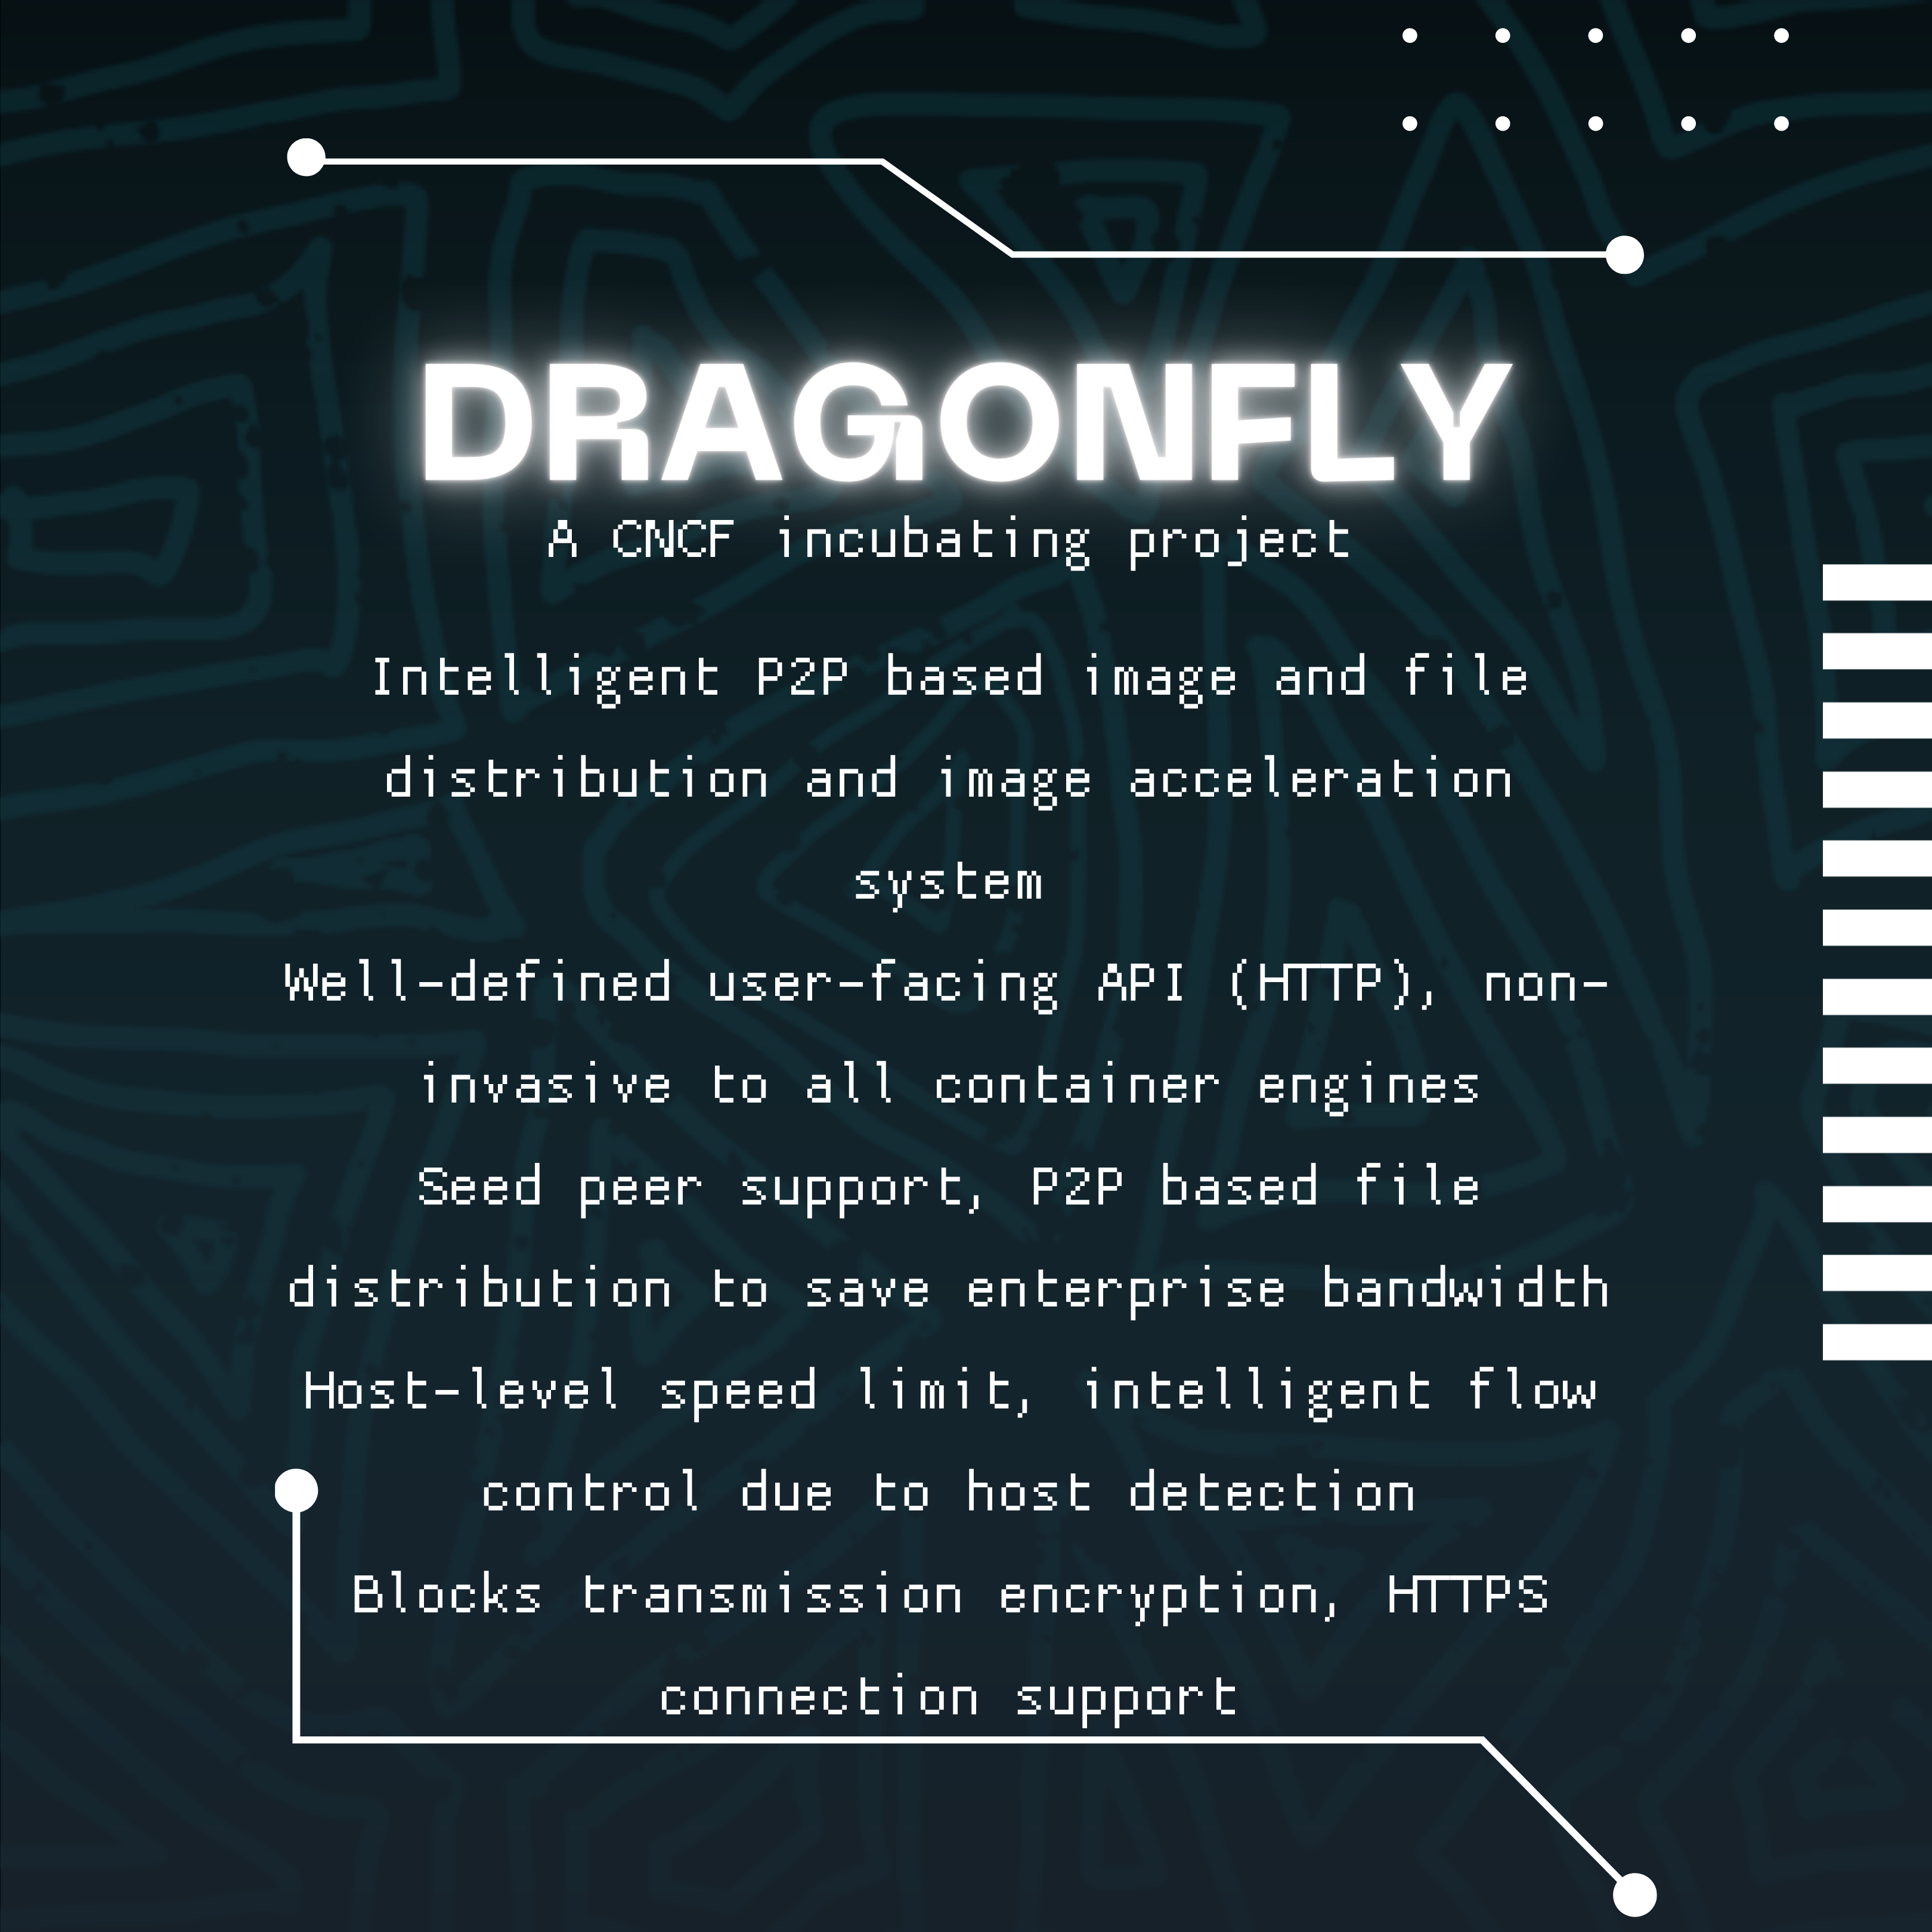 DRAGONFLY
A CNCF incubating project
Intelligent P2P based image and file
distribution and image acceleration
system
Well-defined user-facing API (HTTP), non-
invasive to all container engines
Seed peer support, P2P based file
distribution to save enterprise bandwidth
Host-level speed limit, intelligent flow
control due to host detection
Blocks transmission encryption, HTTPS
connection support